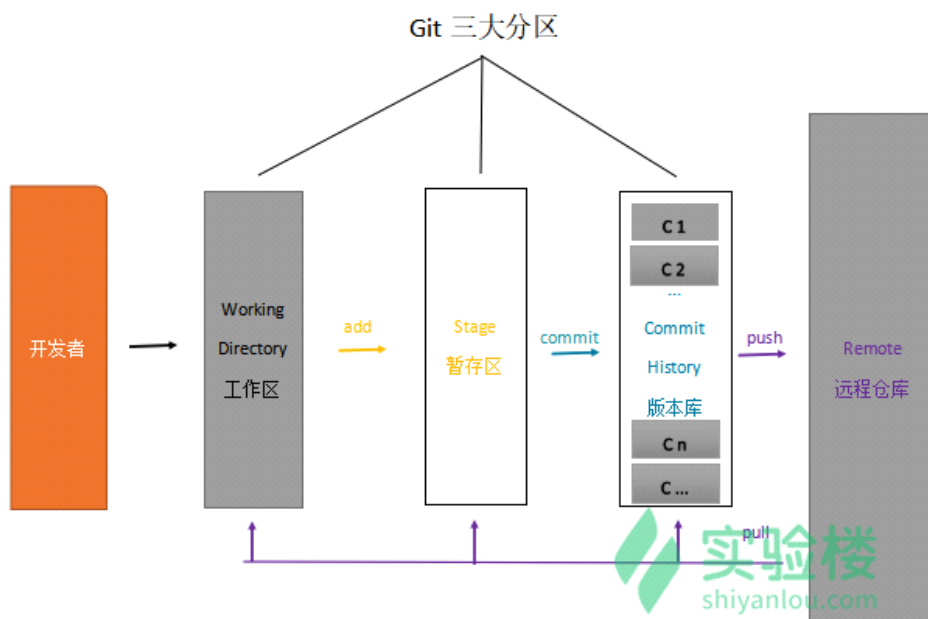 Git 三大分区
开发者
Working
Directory
工作区
add
Stage
暂存区
commit
C 1
C 2
...
Commit
History
版本库
C n
C ...
push
Remote
远程仓库
pull
实验楼
shiyanlou.com